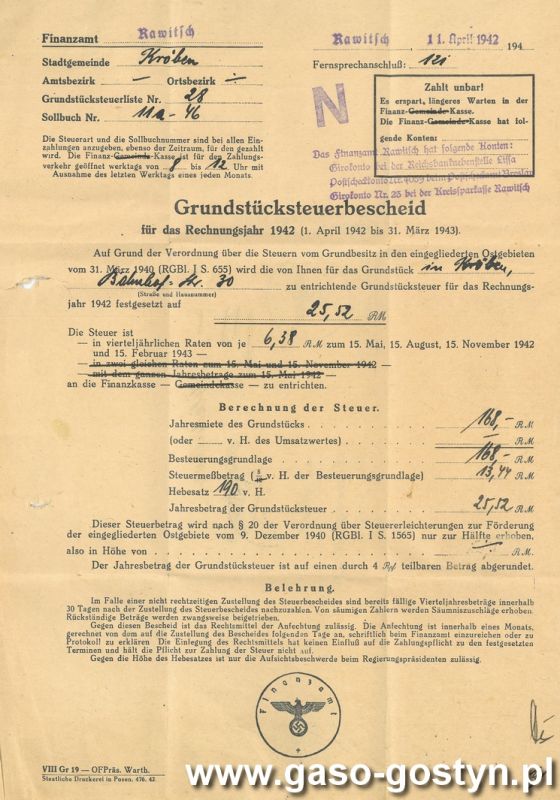 Finanzamt Rawitsch
Stadtgemeinde Kröben
Amtsbezirk — Ortsbezirk ÷
Grundstücksteuerliste Nr. 28
Sollbuch Nr. 11a-46
Die Steuerart und die Sollbuchnummer sind bei allen Ein-
zahlungen anzugeben, ebenso der Zeitraum, für den gezahlt
wird. Die Finanz-Gemeinde-Kasse ist für den Zahlungs-
verkehr geöffnet werktags von 8 bis 12 Uhr mit
Ausnahme des letzten Werktags eines jeden Monats.
Rawitsch 11. April 1942 194
Fernsprechanschluß: 121
N
Zahlt unbar!
Es erspart, längeres Warten in der
Finanz-Gemeinde-Kasse.
Die Finanz-Gemeinde-Kasse hat fol-
gende Konten:
Das Finanzamt Rawitsch hat folgende Konten:
Girokonto bei der Reichsbanknebenstelle Lissa
Postscheckkonto Nr. beim Postscheckamt Breslau
Girokonto Nr. 25 bei der Kreissparkasse Rawitsch
Grundstücksteuerbescheid
für das Rechnungsjahr 1942 (1. April 1942 bis 31. März 1943).
Auf Grund der Verordnung über die Steuern vom Grundbesitz in den eingegliederten Ostgebieten
vom 31. März 1940 (RGBl. I S. 655) wird die von Ihnen für das Grundstück in Kröben,
Bahnhof-Str. 30 zu entrichtende Grundstücksteuer für das Rechnungs-
(Straße und Hausnummer)
jahr 1942 festgesetzt auf
25,52 RM
Die Steuer ist
— in vierteljährlichen Raten von je 6,38 RM zum 15. Mai, 15. August, 15. November 1942
und 15. Februar 1943 —
— in zwei gleichen Raten zum 15. Mai und 15. November 1942 —
— mit dem ganzen Jahresbetrage zum 15. Mai 1942 —
an die Finanzkasse — Gemeindekasse — zu entrichten.
Berechnung der Steuer.
Jahresmiete des Grundstücks 168,- RM
(oder v. H. des Umsatzwertes) — RM
Besteuerungsgrundlage 168,- RM
Steuermeßbetrag ( v. H. der Besteuerungsgrundlage) 13,44 RM
Hebesatz 190 v. H.
Jahresbetrag der Grundstücksteuer 25,52 RM
Dieser Steuerbetrag wird nach § 20 der Verordnung über Steuererleichterungen zur Förderung
der eingegliederten Ostgebiete vom 9. Dezember 1940 (RGBl. I S. 1565) nur zur Hälfte erhoben,
also in Höhe von ÷ RM.
Der Jahresbetrag der Grundstücksteuer ist auf einen durch 4 Rpf teilbaren Betrag abgerundet.
Belehrung.
Im Falle einer nicht rechtzeitigen Zustellung des Steuerbescheides sind bereits fällige Vierteljahresbeträge innerhalb
30 Tagen nach der Zustellung des Steuerbescheides nachzuzahlen. Von säumigen Zahlern werden Säumniszuschläge erhoben.
Rückständige Beträge werden zwangsweise beigetrieben.
Gegen diesen Bescheid ist das Rechtsmittel der Anfechtung zulässig. Die Anfechtung ist innerhalb eines Monats,
gerechnet von dem auf die Zustellung des Bescheides folgenden Tage an, schriftlich beim Finanzamt einzureichen oder zu
Protokoll zu erklären. Die Einlegung des Rechtsmittels hat keinen Einfluß auf die Zahlungspflicht zu den festgesetzten
Terminen und hält die Pflicht zur Zahlung der Steuer nicht auf.
Gegen die Höhe des Hebesatzes ist nur die Aufsichtsbeschwerde beim Regierungspräsidenten zulässig.
Finanzamt
VIII Gr 19 — OFPräs. Warth.
Staatliche Druckerei in Posen. 476. 42.
www.gaso-gostyn.pl